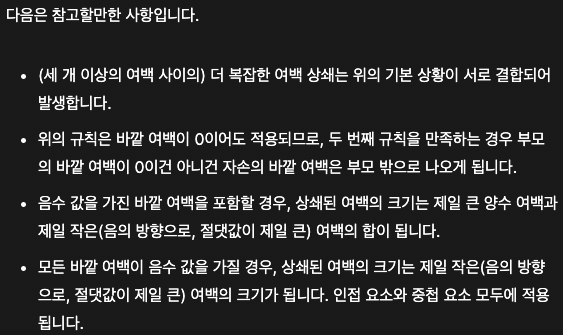 다음은 참고할만한 사항입니다.
• (세 개 이상의 여백 사이의) 더 복잡한 여백 상쇄는 위의 기본 상황이 서로 결합되어
발생합니다.
• 위의 규칙은 바깥 여백이 0이어도 적용되므로, 두 번째 규칙을 만족하는 경우 부모
의 바깥 여백이 0이건 아니건 자손의 바깥 여백은 부모 밖으로 나오게 됩니다.
• 음수 값을 가진 바깥 여백을 포함할 경우, 상쇄된 여백의 크기는 제일 큰 양수 여백과
제일 작은(음의 방향으로, 절댓값이 제일 큰) 여백의 합이 됩니다.
• 모든 바깥 여백이 음수 값을 가질 경우, 상쇄된 여백의 크기는 제일 작은(음의 방향
으로, 절댓값이 제일 큰) 여백의 크기가 됩니다. 인접 요소와 중첩 요소 모두에 적용
됩니다.